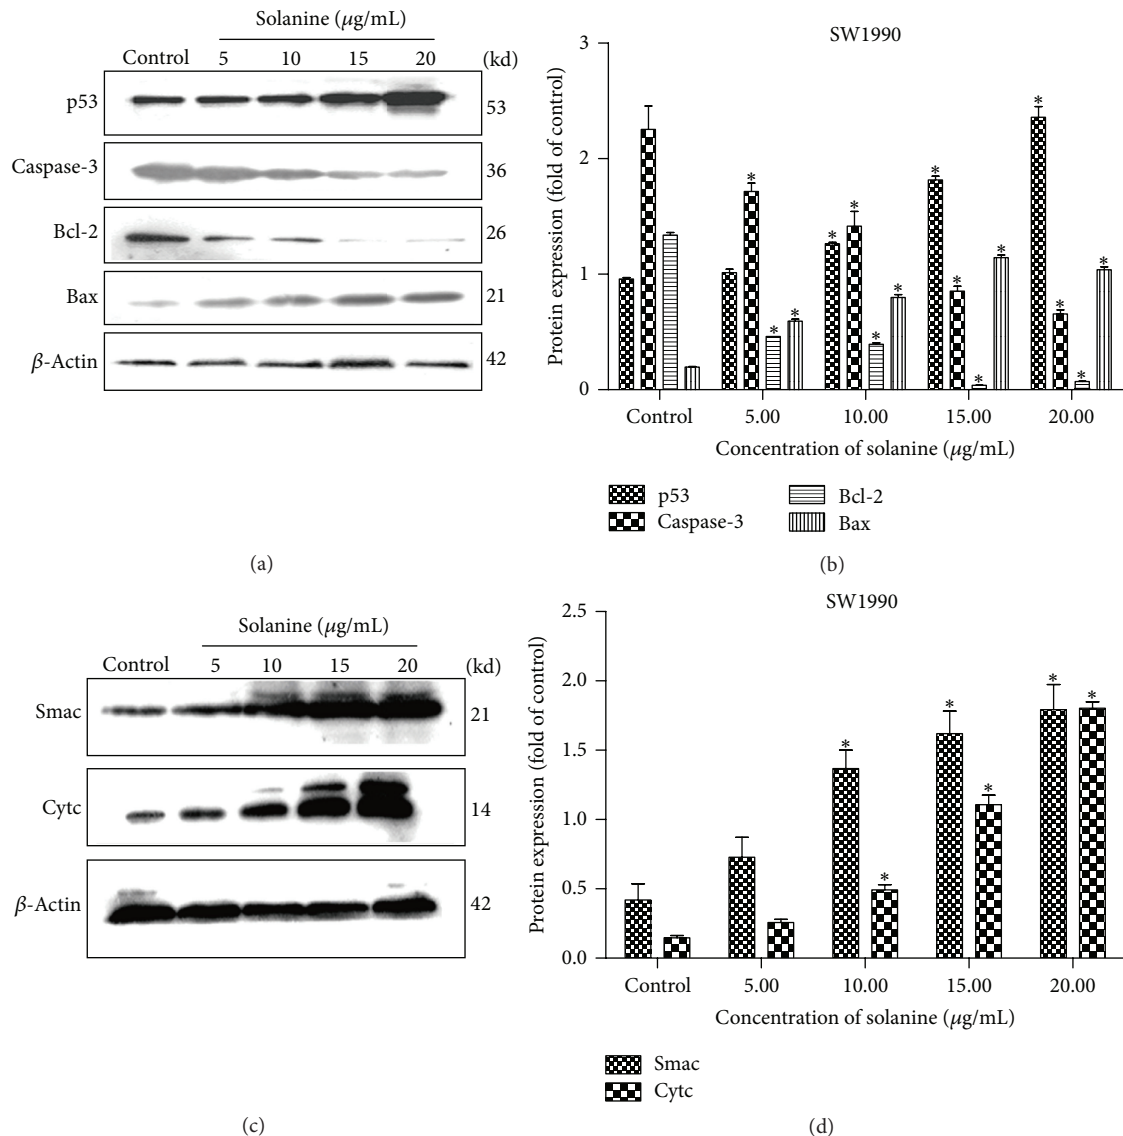 Solanine (μg/mL)
Control 5 10 15 20 (kd)
p53 53
Caspase-3 36
Bcl-2 26
Bax 21
β-Actin 42
(a)
SW1990
Protein expression (fold of control)
3
2
1
0
* * * * * * * * * * * * * * *
Control 5.00 10.00 15.00 20.00
Concentration of solanine (μg/mL)
p53 Bcl-2
Caspase-3 Bax
(b)
Solanine (μg/mL)
Control 5 10 15 20 (kd)
Smac 21
Cytc 14
β-Actin 42
(c)
SW1990
Protein expression (fold of control)
2.5
2.0
1.5
1.0
0.5
0.0
* * * * * *
Control 5.00 10.00 15.00 20.00
Concentration of solanine (μg/mL)
Smac
Cytc
(d)